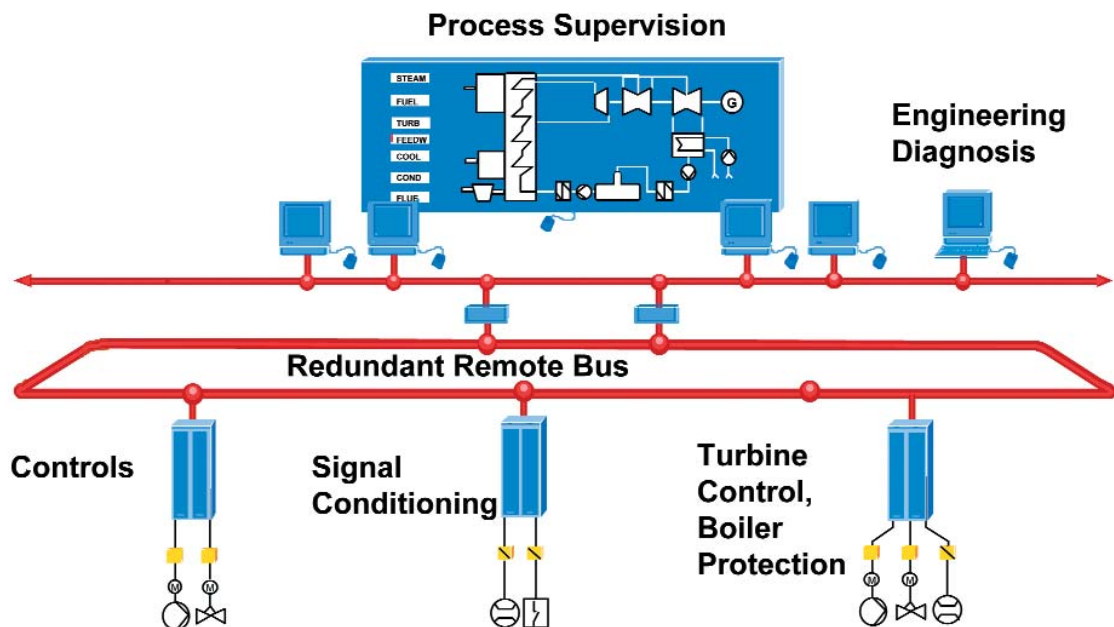 Process Supervision
STEAM
FUEL
TURB
FEEDW
COOL
COND
FLUE
G
Engineering
Diagnosis
Redundant Remote Bus
Controls
Signal
Conditioning
Turbine
Control,
Boiler
Protection
M
M
M
M